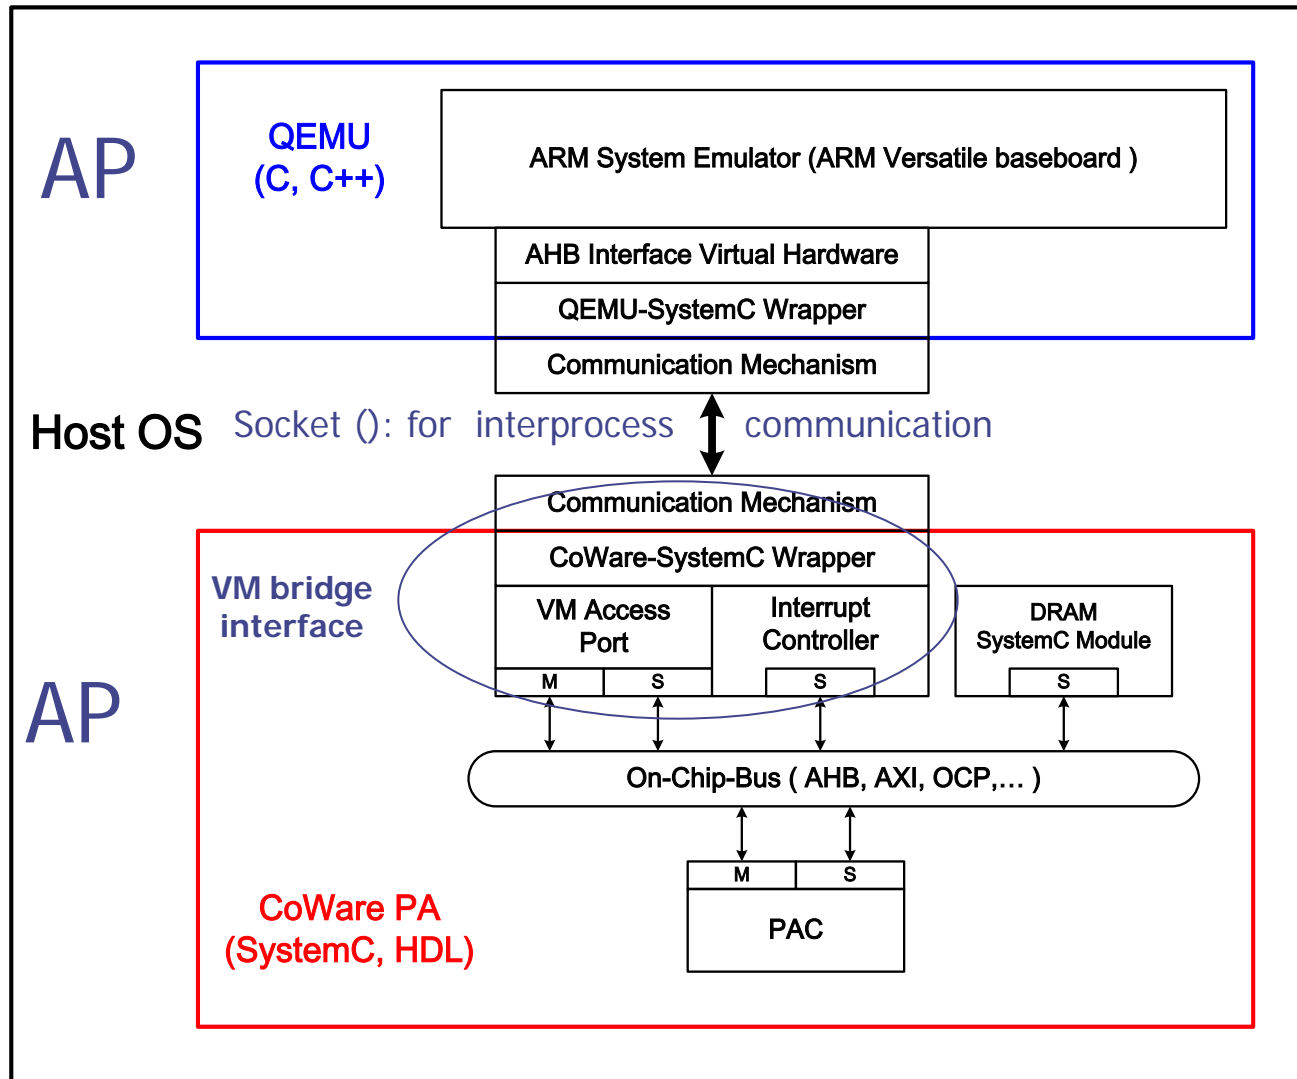 AP
QEMU
(C, C++)
ARM System Emulator (ARM Versatile baseboard )
AHB Interface Virtual Hardware
QEMU-SystemC Wrapper
Communication Mechanism
Host OS
Socket (): for interprocess communication
Communication Mechanism
CoWare-SystemC Wrapper
VM bridge
interface
VM Access
Port
Interrupt
Controller
DRAM
SystemC Module
M
S
S
S
AP
On-Chip-Bus ( AHB, AXI, OCP,... )
M
S
PAC
CoWare PA
(SystemC, HDL)